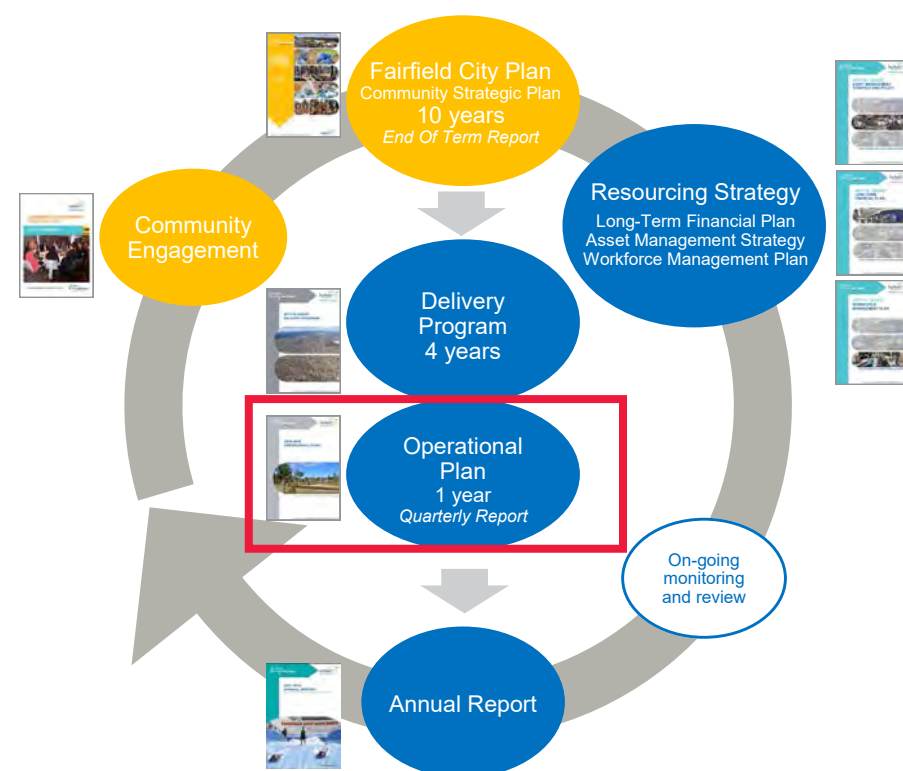 Fairfield City Plan
Community Strategic Plan
10 years
End Of Term Report
Community
Engagement
Resourcing Strategy
Long-Term Financial Plan
Asset Management Strategy
Workforce Management Plan
Delivery
Program
4 years
Operational
Plan
1 year
Quarterly Report
On-going
monitoring
and review
Annual Report